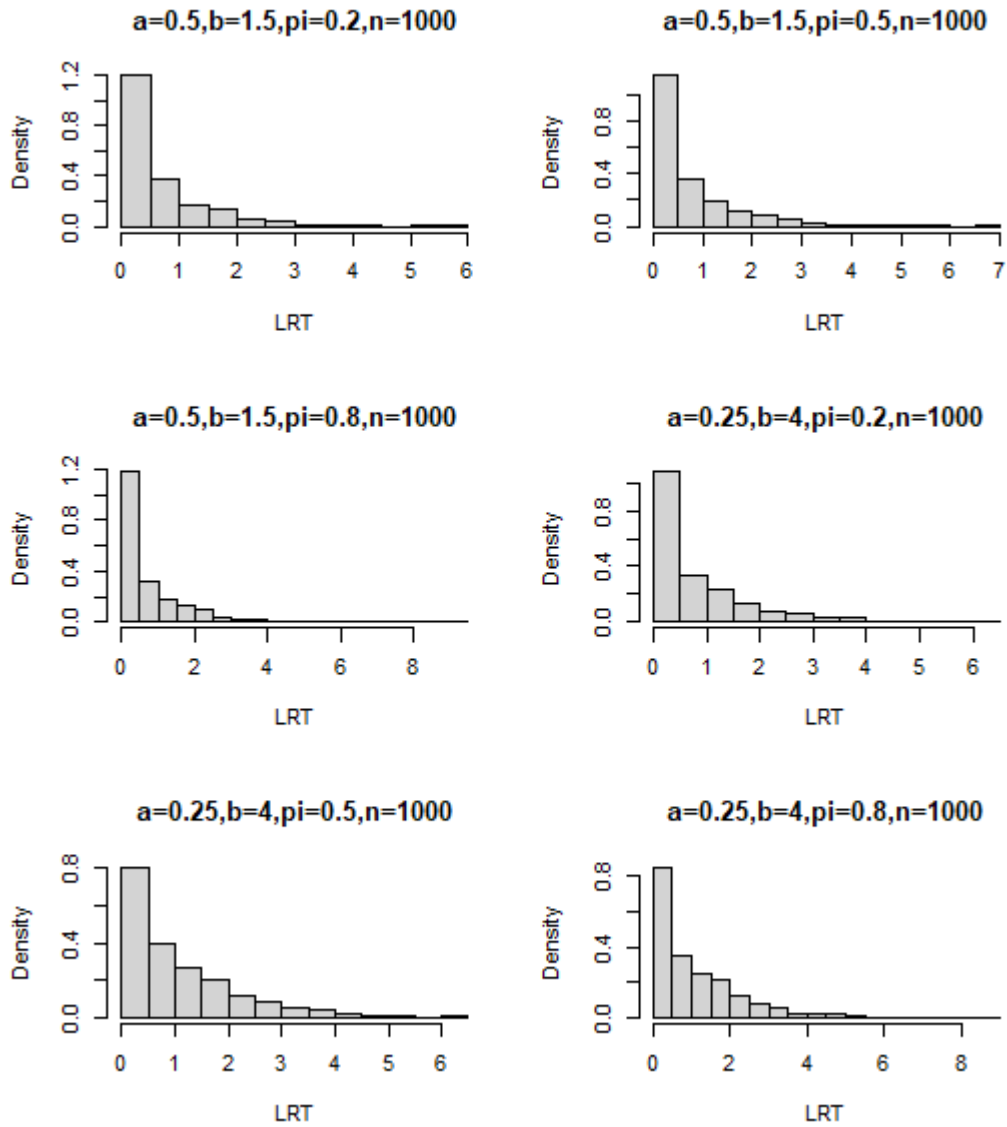 a=0.5,b=1.5,pi=0.2,n=1000
Density
0.0 0.4 0.8 1.2
0 1 2 3 4 5 6
LRT
a=0.5,b=1.5,pi=0.5,n=1000
Density
0.0 0.4 0.8
0 1 2 3 4 5 6 7
LRT
a=0.5,b=1.5,pi=0.8,n=1000
Density
0.0 0.4 0.8 1.2
0 2 4 6 8
LRT
a=0.25,b=4,pi=0.2,n=1000
Density
0.0 0.4 0.8
0 1 2 3 4 5 6
LRT
a=0.25,b=4,pi=0.5,n=1000
Density
0.0 0.4 0.8
0 1 2 3 4 5 6
LRT
a=0.25,b=4,pi=0.8,n=1000
Density
0.0 0.4 0.8
0 2 4 6 8
LRT